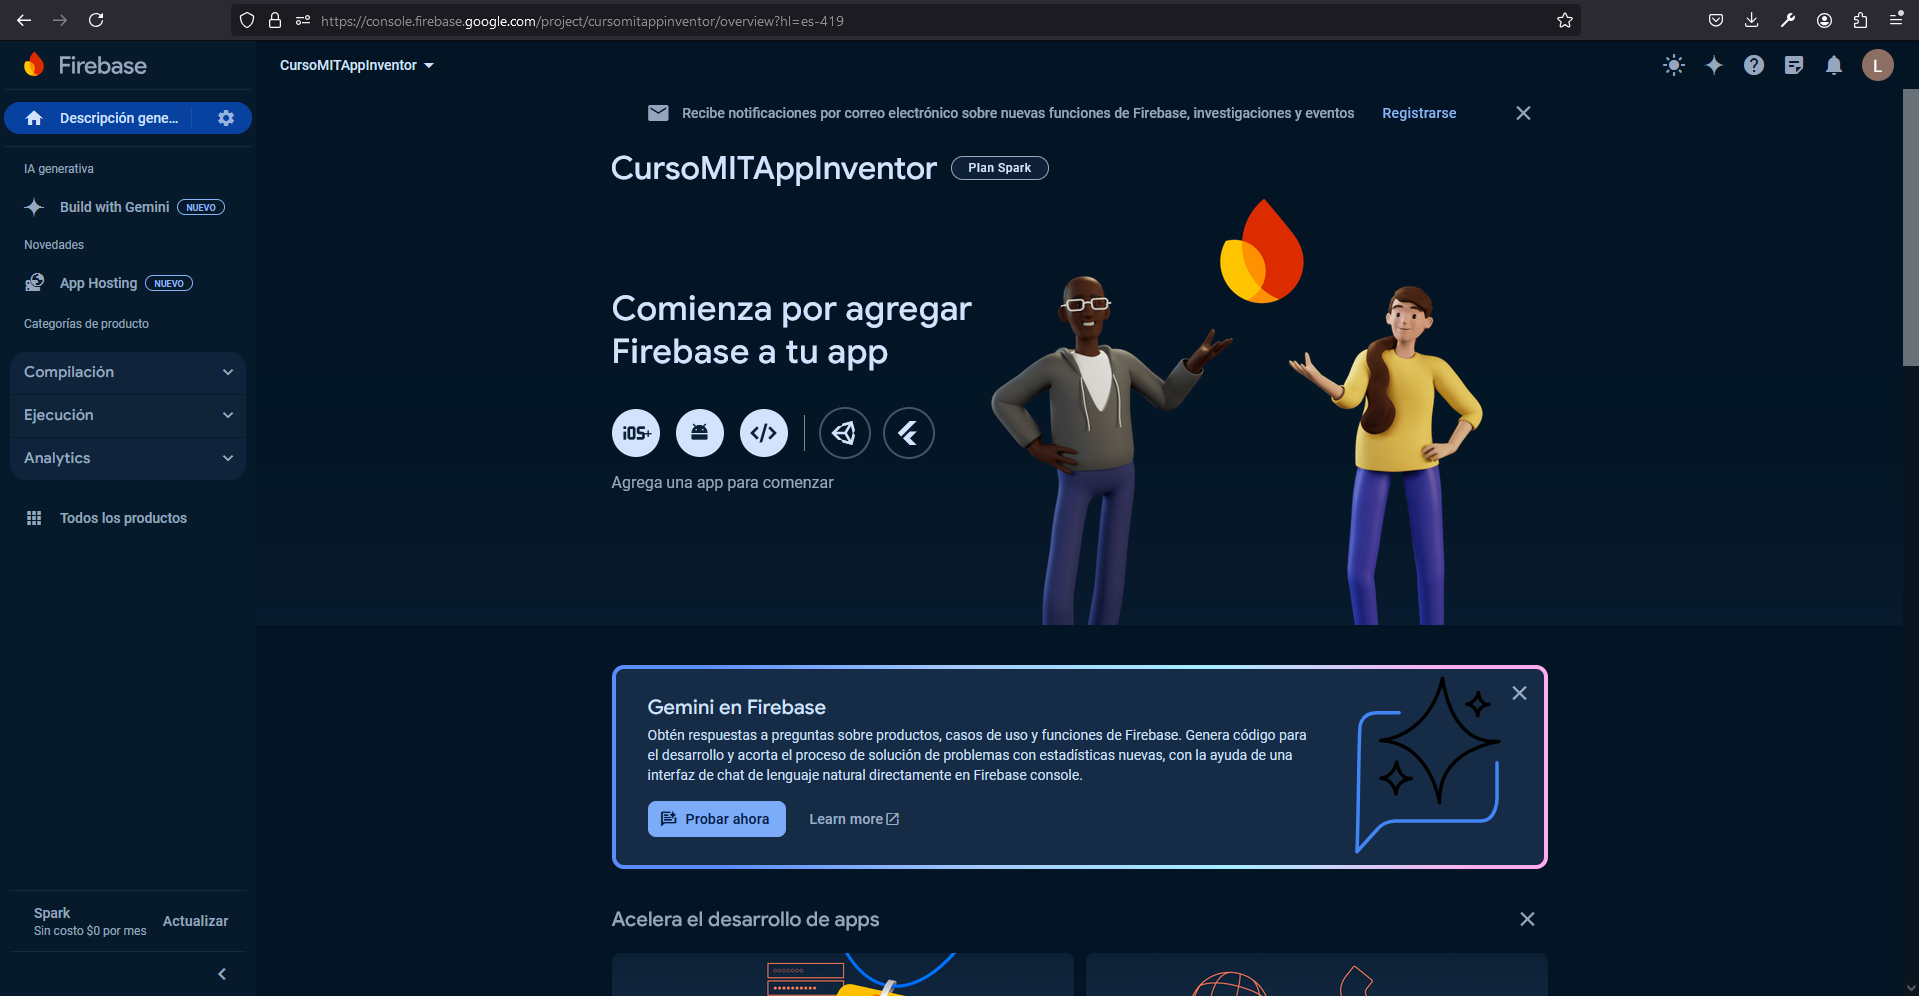 https://console.firebase.google.com/project/cursomitappinventor/overview?hl=es-419
Firebase
CursoMITAppInventor
L
Descripción gene...
Recibe notificaciones por correo electrónico sobre nuevas funciones de Firebase, investigaciones y eventos
Registrarse
IA generativa
Build with Gemini NUEVO
Novedades
App Hosting NUEVO
Categorías de producto
Compilación
Ejecución
Analytics
Todos los productos
Spark
Sin costo $0 por mes
Actualizar
CursoMITAppInventor Plan Spark
Comienza por agregar
Firebase a tu app
iOS+
Agrega una app para comenzar
Gemini en Firebase
Obtén respuestas a preguntas sobre productos, casos de uso y funciones de Firebase. Genera código para
el desarrollo y acorta el proceso de solución de problemas con estadísticas nuevas, con la ayuda de una
interfaz de chat de lenguaje natural directamente en Firebase console.
Probar ahora
Learn more
Acelera el desarrollo de apps